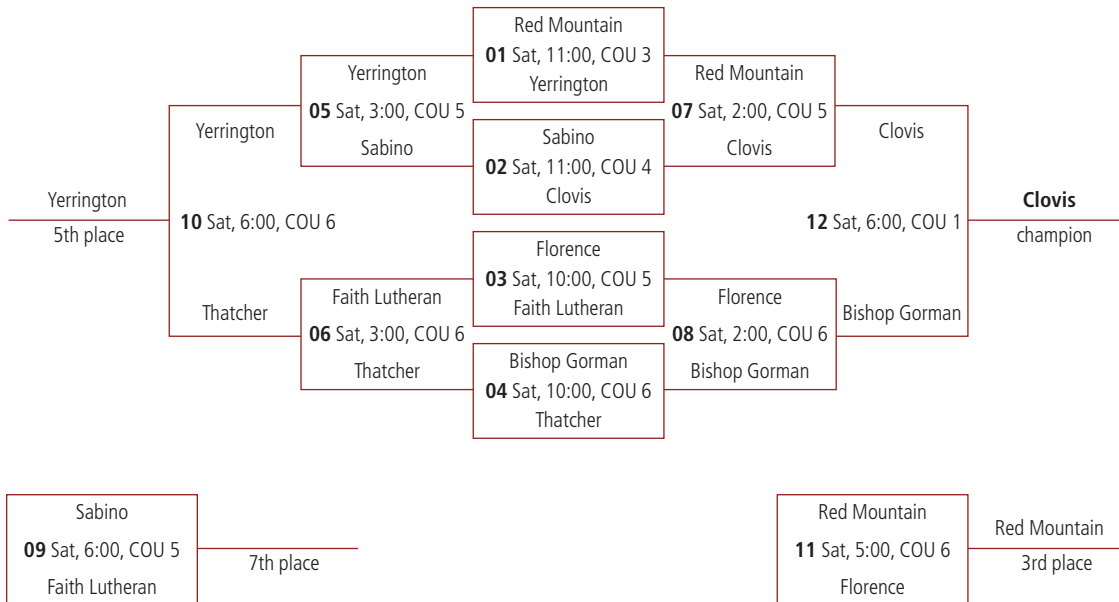 Red Mountain
01 Sat, 11:00, COU 3
Yerrington
Yerrington
05 Sat, 3:00, COU 5
Sabino
Red Mountain
07 Sat, 2:00, COU 5
Clovis
Sabino
02 Sat, 11:00, COU 4
Clovis
Yerrington
Clovis
Yerrington
5th place
10 Sat, 6:00, COU 6
12 Sat, 6:00, COU 1
Clovis
champion
Florence
03 Sat, 10:00, COU 5
Faith Lutheran
Thatcher
Faith Lutheran
06 Sat, 3:00, COU 6
Thatcher
Florence
08 Sat, 2:00, COU 6
Bishop Gorman
Bishop Gorman
Bishop Gorman
04 Sat, 10:00, COU 6
Thatcher
Sabino
09 Sat, 6:00, COU 5
Faith Lutheran
7th place
Red Mountain
11 Sat, 5:00, COU 6
Florence
Red Mountain
3rd place